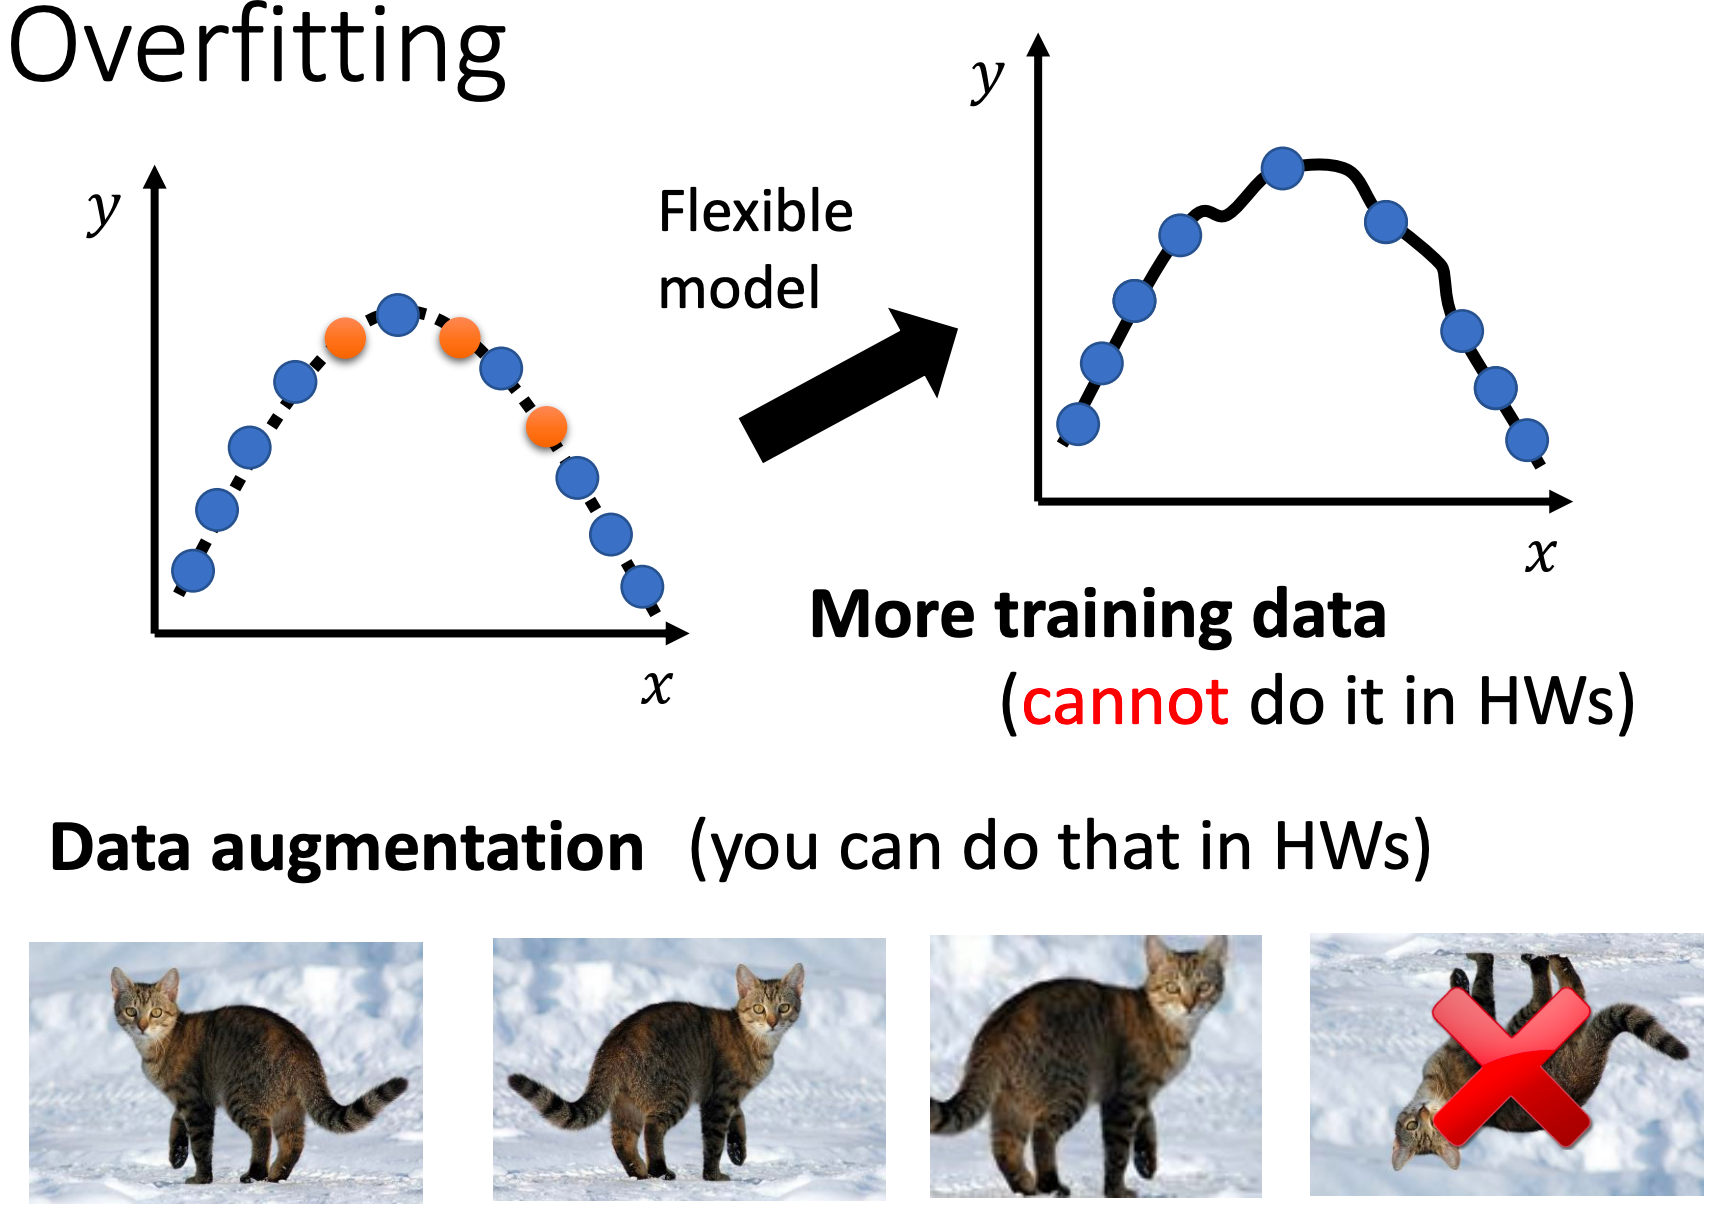 Overfitting
y
x
Flexible
model
y
x
More training data
(cannot do it in HWs)
Data augmentation (you can do that in HWs)